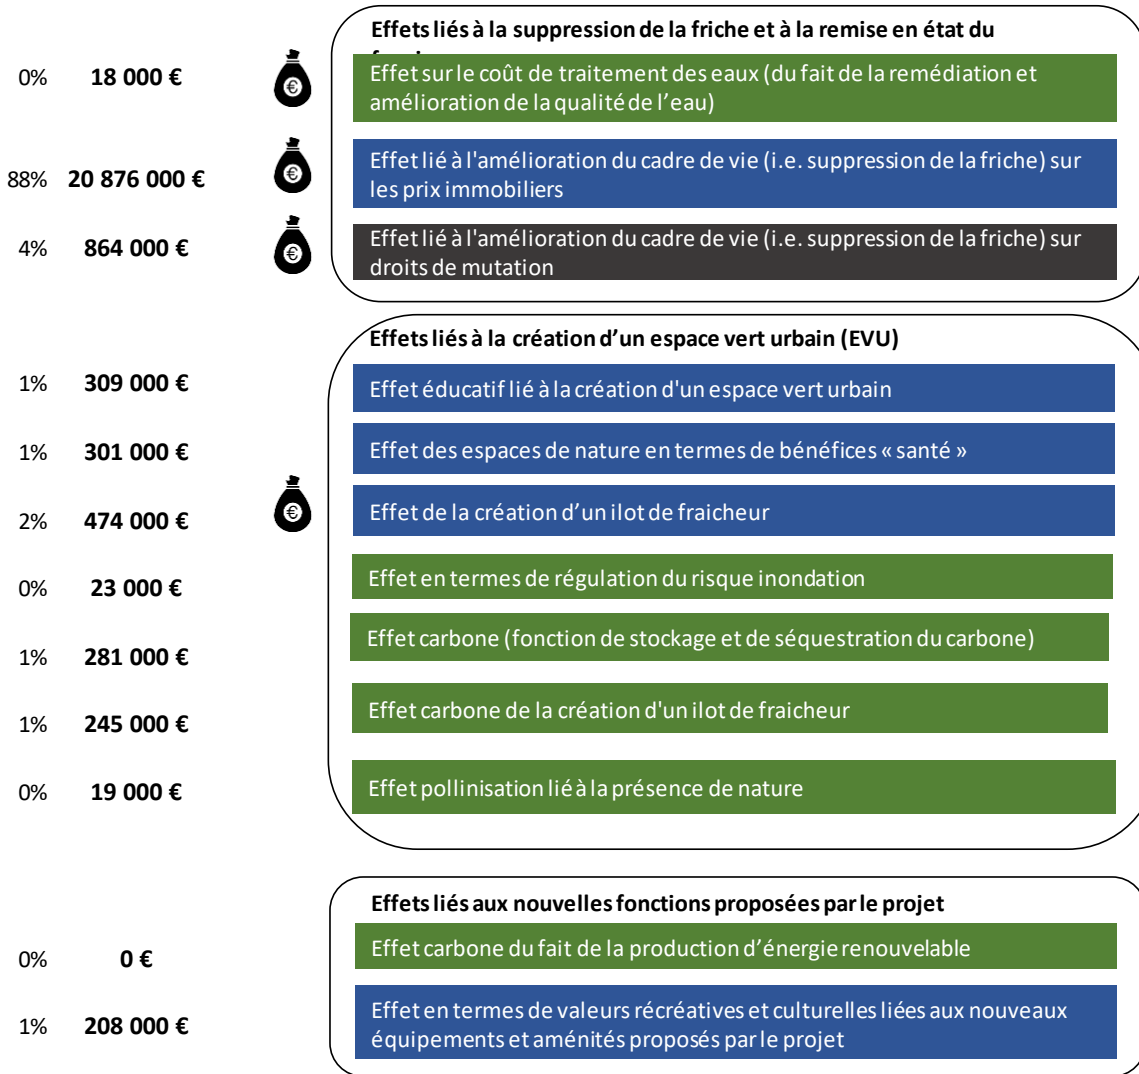 Effets liés à la suppression de la friche et à la remise en état du
0% 18 000 €
Effet sur le coût de traitement des eaux (du fait de la remédiation et
amélioration de la qualité de l’eau)
88% 20 876 000 €
Effet lié à l'amélioration du cadre de vie (i.e. suppression de la friche) sur
les prix immobiliers
4% 864 000 €
Effet lié à l'amélioration du cadre de vie (i.e. suppression de la friche) sur
droits de mutation
Effets liés à la création d’un espace vert urbain (EVU)
1% 309 000 €
Effet éducatif lié à la création d'un espace vert urbain
1% 301 000 €
Effet des espaces de nature en termes de bénéfices « santé »
2% 474 000 €
Effet de la création d’un ilot de fraicheur
0% 23 000 €
Effet en termes de régulation du risque inondation
1% 281 000 €
Effet carbone (fonction de stockage et de séquestration du carbone)
1% 245 000 €
Effet carbone de la création d'un ilot de fraicheur
0% 19 000 €
Effet pollinisation lié à la présence de nature
Effets liés aux nouvelles fonctions proposées par le projet
0% 0 €
Effet carbone du fait de la production d’énergie renouvelable
1% 208 000 €
Effet en termes de valeurs récréatives et culturelles liées aux nouveaux
équipements et aménités proposés par le projet